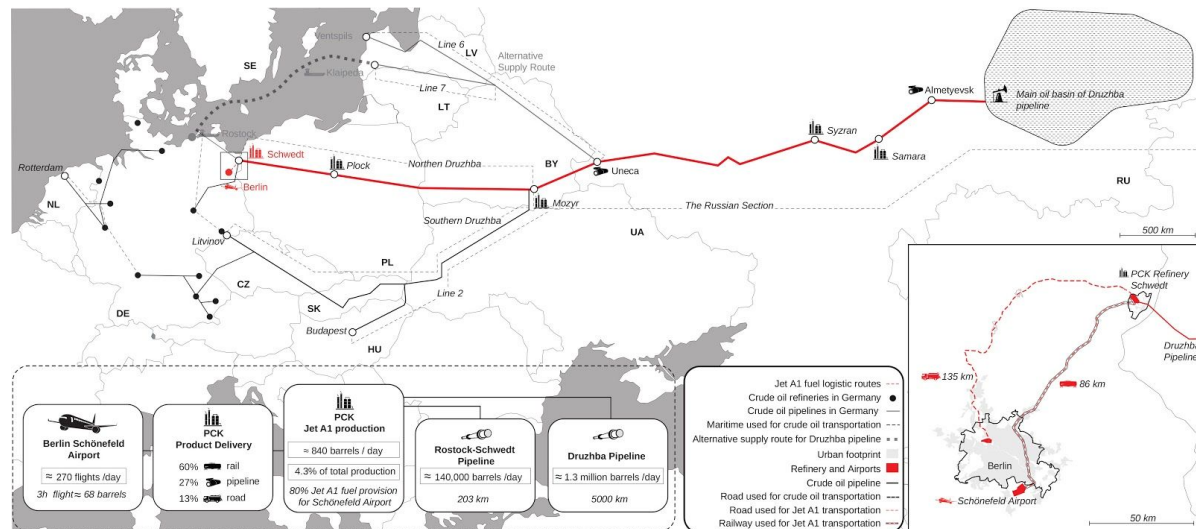 Ventspils
Line 6
LV
SE
Alternative
Supply Route
Klaipeda
Line 7
LT
Almetyevsk
Main oil basin of Druzhba
pipeline
Syzran
Samara
Rostock
Schwedt
Northen Druzhba
BY
Uneca
Plock
Rotterdam
Berlin
NL
Mozyr
The Russian Section
RU
Southern Druzhba
UA
500 km
Litvinov
PL
CZ
Line 2
SK
DE
Budapest
HU
PCK Refinery
Schwedt
Druzhba
Pipeline
135 km
86 km
Berlin
Schönefeld Airport
50 km
Berlin Schönefeld
Airport
≈ 270 flights /day
3h flight ≈ 68 barrels
PCK
Product Delivery
60% rail
27% pipeline
13% road
PCK
Jet A1 production
≈ 840 barrels / day
4.3% of total production
80% Jet A1 fuel provision
for Schönefeld Airport
Rostock-Schwedt
Pipeline
≈ 140,000 barrels /day
203 km
Druzhba Pipeline
≈ 1.3 million barrels/day
5000 km
Jet A1 fuel logistic routes
Crude oil refineries in Germany
Crude oil pipelines in Germany
Maritime used for crude oil transportation
Alternative supply route for Druzhba pipeline
Urban footprint
Refinery and Airports
Crude oil pipeline
Road used for crude oil transportation
Road used for Jet A1 transportation
Railway used for Jet A1 transportation